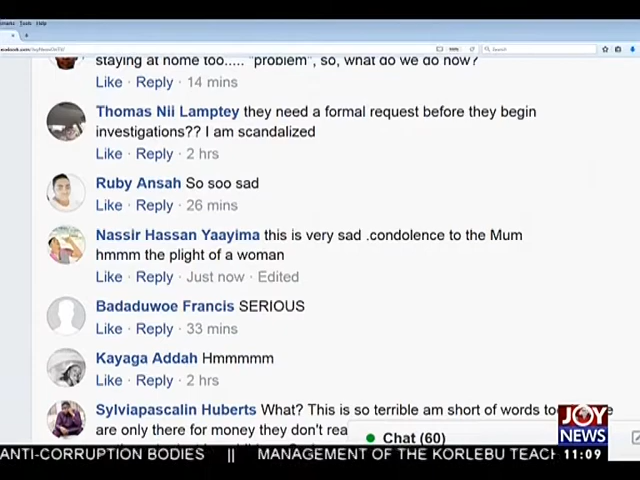 okmarks Tools Help
staying at home too..... "problem", so, what do we do now?
Like · Reply · 14 mins
Thomas Nii Lamptey they need a formal request before they begin
investigations?? I am scandalized
Like · Reply · 2 hrs
Ruby Ansah So soo sad
Like · Reply · 26 mins
Nassir Hassan Yaayima this is very sad .condolence to the Mum
hmmm the plight of a woman
Like · Reply · Just now · Edited
Badaduwoe Francis SERIOUS
Like · Reply · 33 mins
Kayaga Addah Hmmmmm
Like · Reply · 2 hrs
Sylviapascalin Huberts What? This is so terrible am short of words to
are only there for money they don't rea
Chat (60)
JOY
NEWS
ANTI-CORRUPTION BODIES || MANAGEMENT OF THE KORLEBU TEACH
11:09